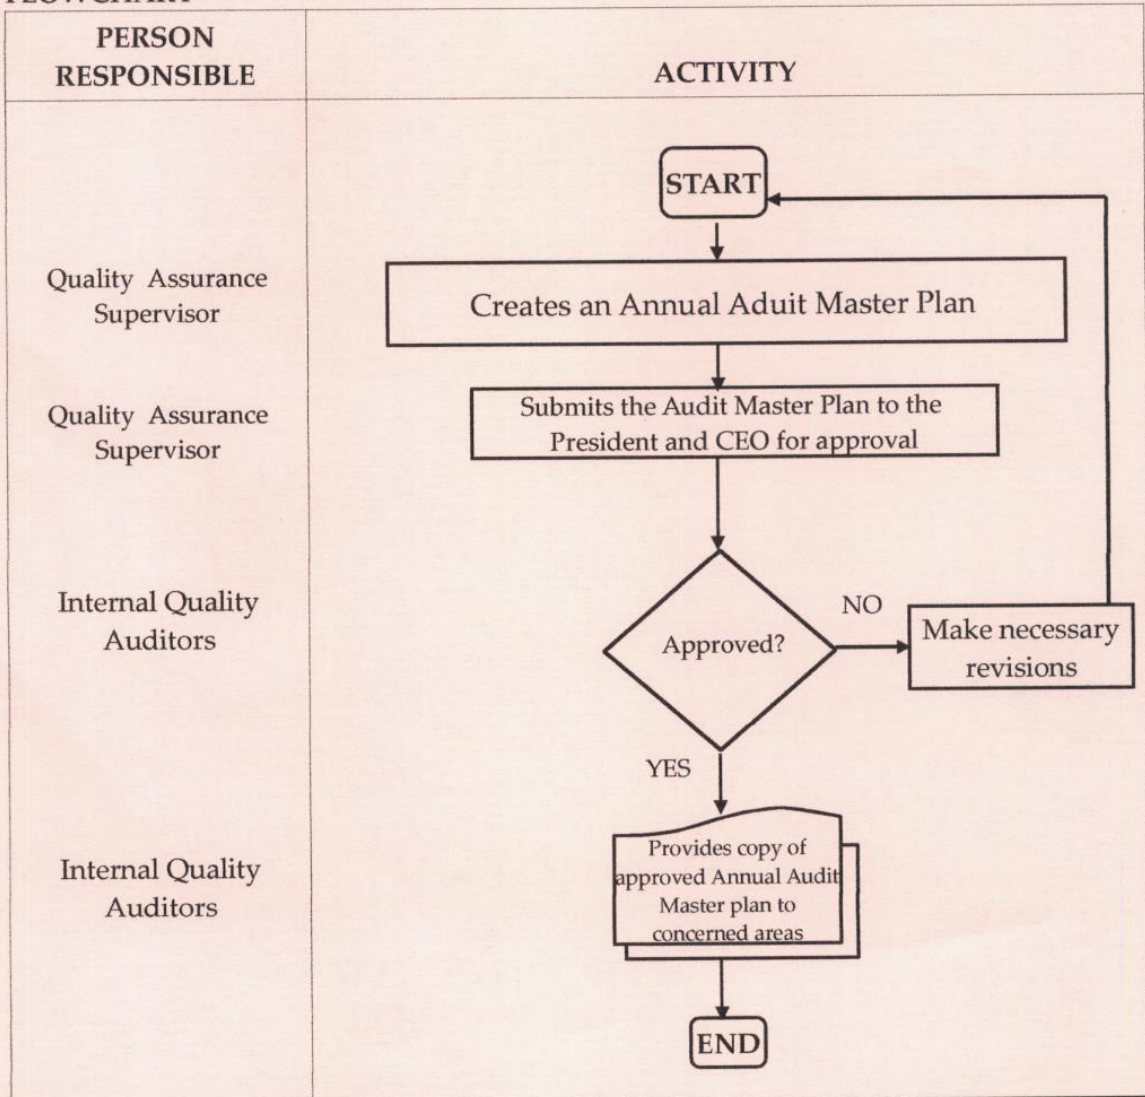 FLOWCHART
PERSON
RESPONSIBLE
ACTIVITY
START
Quality Assurance
Supervisor
Creates an Annual Aduit Master Plan
Quality Assurance
Supervisor
Submits the Audit Master Plan to the
President and CEO for approval
Internal Quality
Auditors
Approved?
NO
Make necessary
revisions
YES
Internal Quality
Auditors
Provides copy of
approved Annual Audit
Master plan to
concerned areas
END